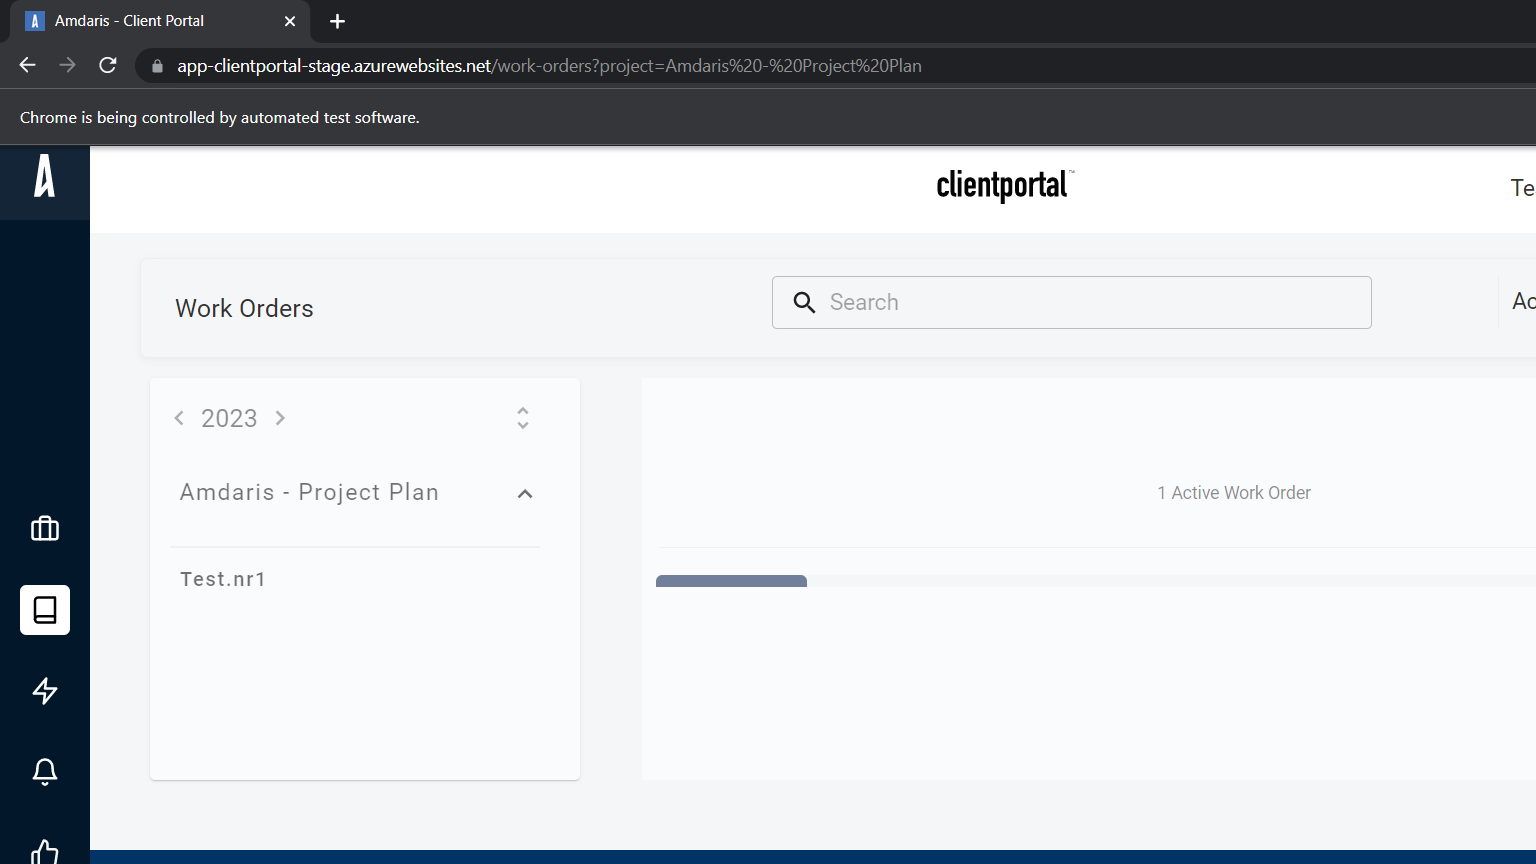 Amdaris - Client Portal
app-clientportal-stage.azurewebsites.net/work-orders?project=Amdaris%20-%20Project%20Plan
Chrome is being controlled by automated test software.
clientportal™
Te
Work Orders
Search
Ac
2023
Amdaris - Project Plan
1 Active Work Order
Test.nr1